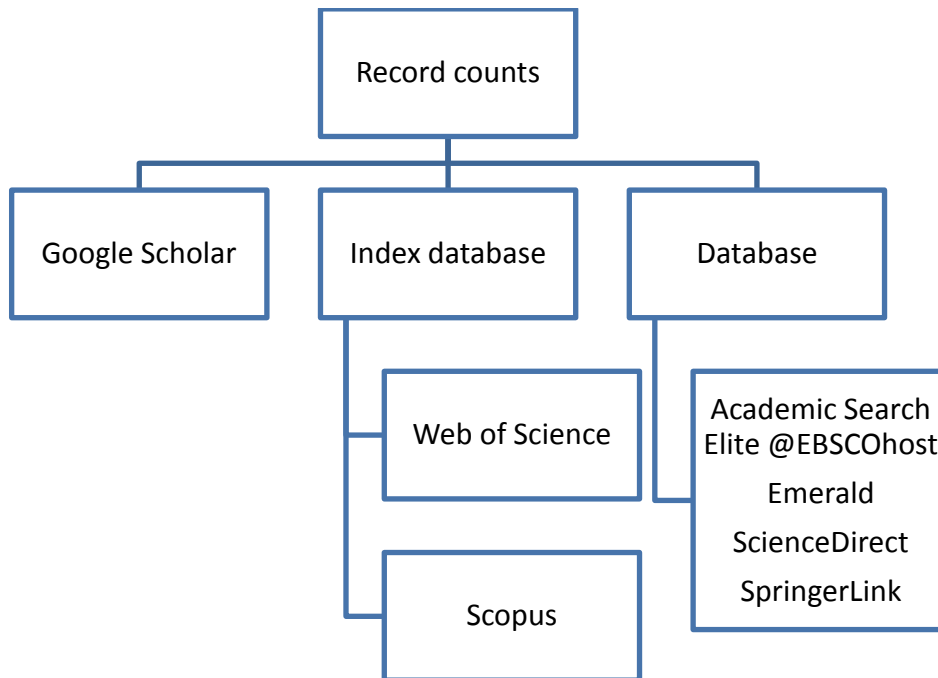 Record counts
Google Scholar
Index database
Database
Web of Science
Scopus
Academic Search
Elite @EBSCOhost
Emerald
ScienceDirect
SpringerLink